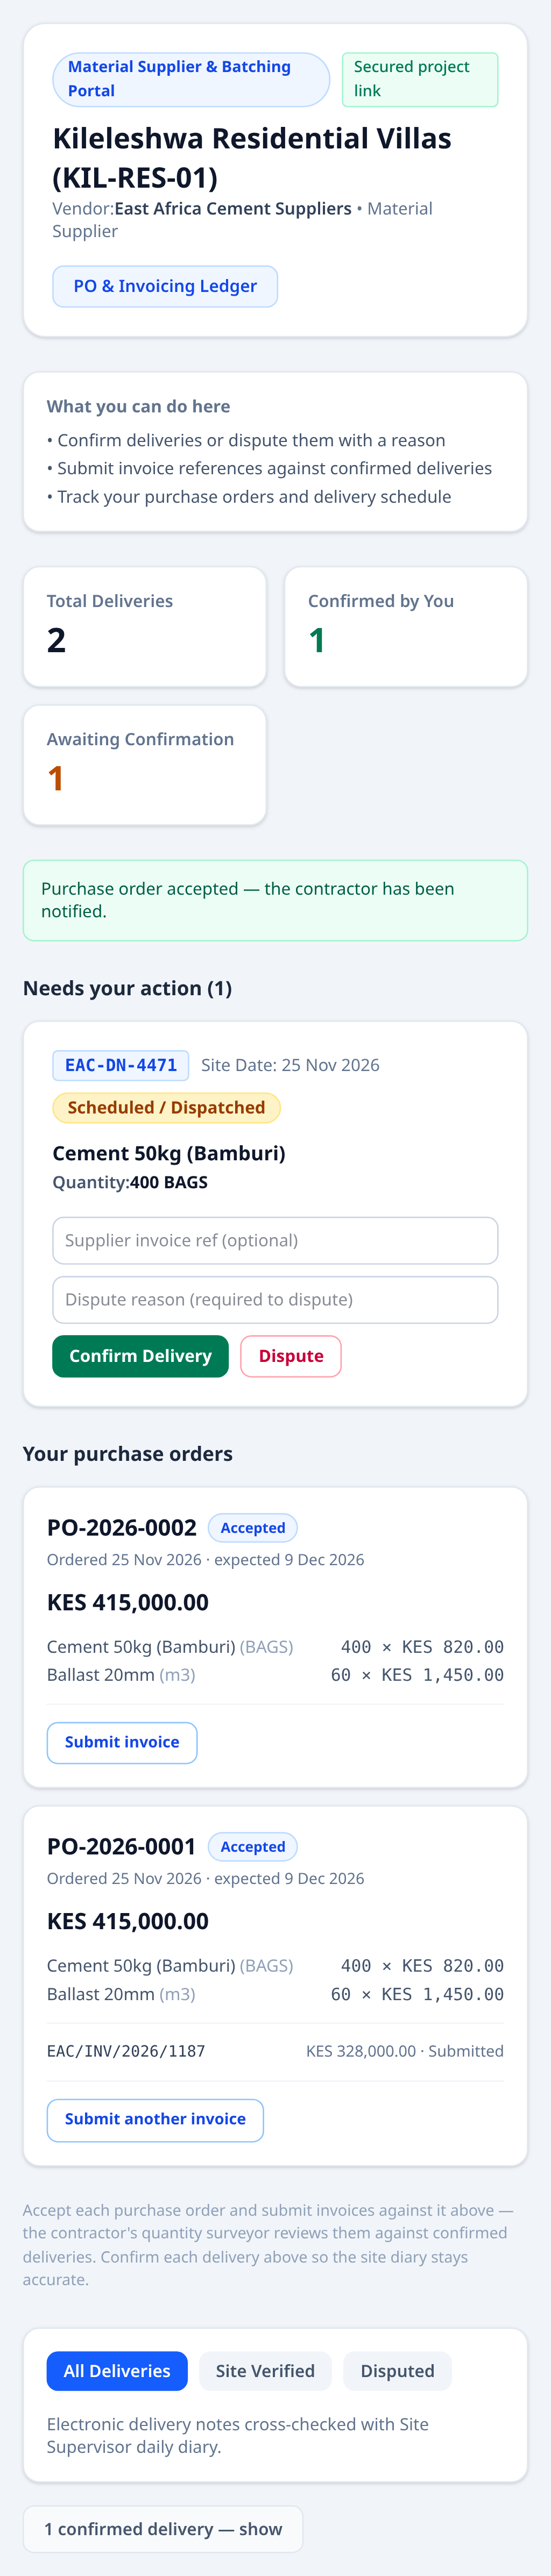 Material Supplier & Batching
Portal
Secured project
link
Kileleshwa Residential Villas
(KIL-RES-01)
Vendor:East Africa Cement Suppliers • Material
Supplier
PO & Invoicing Ledger
What you can do here
• Confirm deliveries or dispute them with a reason
• Submit invoice references against confirmed deliveries
• Track your purchase orders and delivery schedule
Total Deliveries
2
Confirmed by You
1
Awaiting Confirmation
1
Purchase order accepted — the contractor has been
notified.
Needs your action (1)
EAC-DN-4471 Site Date: 25 Nov 2026
Scheduled / Dispatched
Cement 50kg (Bamburi)
Quantity:400 BAGS
Supplier invoice ref (optional)
Dispute reason (required to dispute)
Confirm Delivery Dispute
Your purchase orders
PO-2026-0002 Accepted
Ordered 25 Nov 2026 · expected 9 Dec 2026
KES 415,000.00
Cement 50kg (Bamburi) (BAGS) 400 × KES 820.00
Ballast 20mm (m3) 60 × KES 1,450.00
Submit invoice
PO-2026-0001 Accepted
Ordered 25 Nov 2026 · expected 9 Dec 2026
KES 415,000.00
Cement 50kg (Bamburi) (BAGS) 400 × KES 820.00
Ballast 20mm (m3) 60 × KES 1,450.00
EAC/INV/2026/1187 KES 328,000.00 · Submitted
Submit another invoice
Accept each purchase order and submit invoices against it above —
the contractor's quantity surveyor reviews them against confirmed
deliveries. Confirm each delivery above so the site diary stays
accurate.
All Deliveries Site Verified Disputed
Electronic delivery notes cross-checked with Site
Supervisor daily diary.
1 confirmed delivery — show